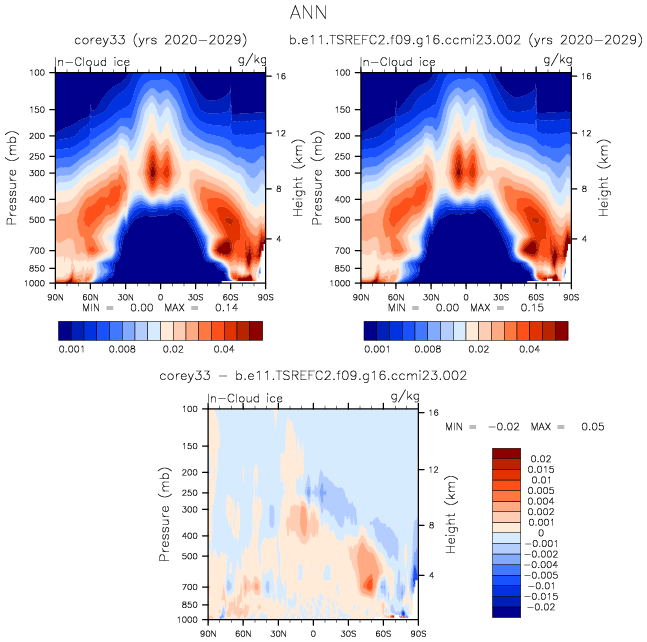 ANN
corey33 (yrs 2020-2029)
b.e11.TSREFC2.f09.g16.ccmi23.002 (yrs 2020-2029)
n-Cloud ice g/kg
n-Cloud ice g/kg
Pressure (mb)
100
150
200
250
300
400
500
700
850
1000
16
12
8
4
Height (km)
90N 60N 30N 0 30S 60S 90S
MIN = 0.00 MAX = 0.14
0.001 0.008 0.02 0.04
Pressure (mb)
100
150
200
250
300
400
500
700
850
1000
16
12
8
4
Height (km)
90N 60N 30N 0 30S 60S 90S
MIN = 0.00 MAX = 0.15
0.001 0.008 0.02 0.04
corey33 - b.e11.TSREFC2.f09.g16.ccmi23.002
n-Cloud ice g/kg
Pressure (mb)
100
150
200
250
300
400
500
700
850
1000
16
12
8
4
Height (km)
90N 60N 30N 0 30S 60S 90S
MIN = -0.02 MAX = 0.05
0.02
0.015
0.01
0.005
0.004
0.002
0.001
0
-0.001
-0.002
-0.004
-0.005
-0.01
-0.015
-0.02